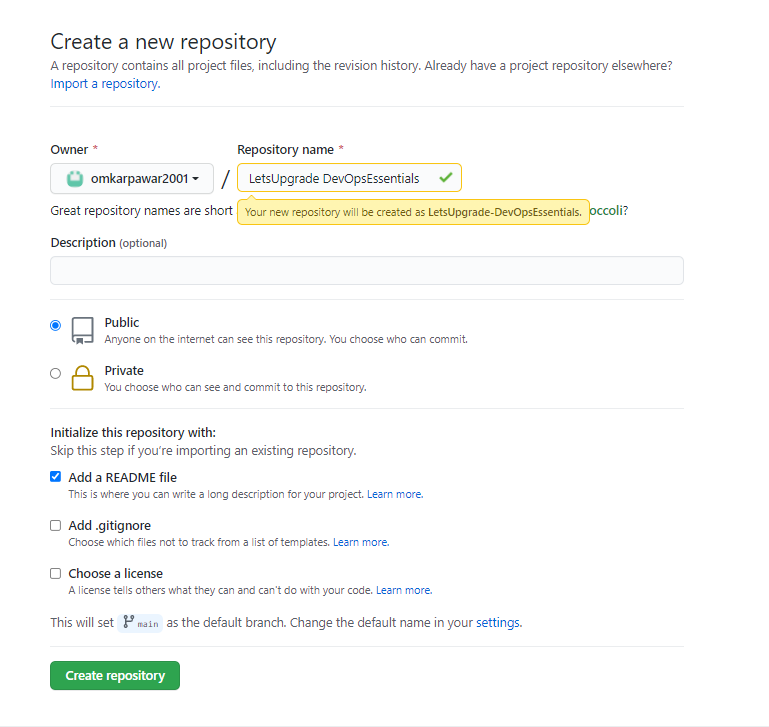 Create a new repository
A repository contains all project files, including the revision history. Already have a project repository elsewhere?
Import a repository.
Owner *
Repository name *
omkarpawar2001
/
LetsUpgrade DevOpsEssentials
Great repository names are short
Your new repository will be created as LetsUpgrade-DevOpsEssentials.
occoli?
Description (optional)
Public
Anyone on the internet can see this repository. You choose who can commit.
Private
You choose who can see and commit to this repository.
Initialize this repository with:
Skip this step if you're importing an existing repository.
Add a README file
This is where you can write a long description for your project. Learn more.
Add .gitignore
Choose which files not to track from a list of templates. Learn more.
Choose a license
A license tells others what they can and can't do with your code. Learn more.
This will set main as the default branch. Change the default name in your settings.
Create repository